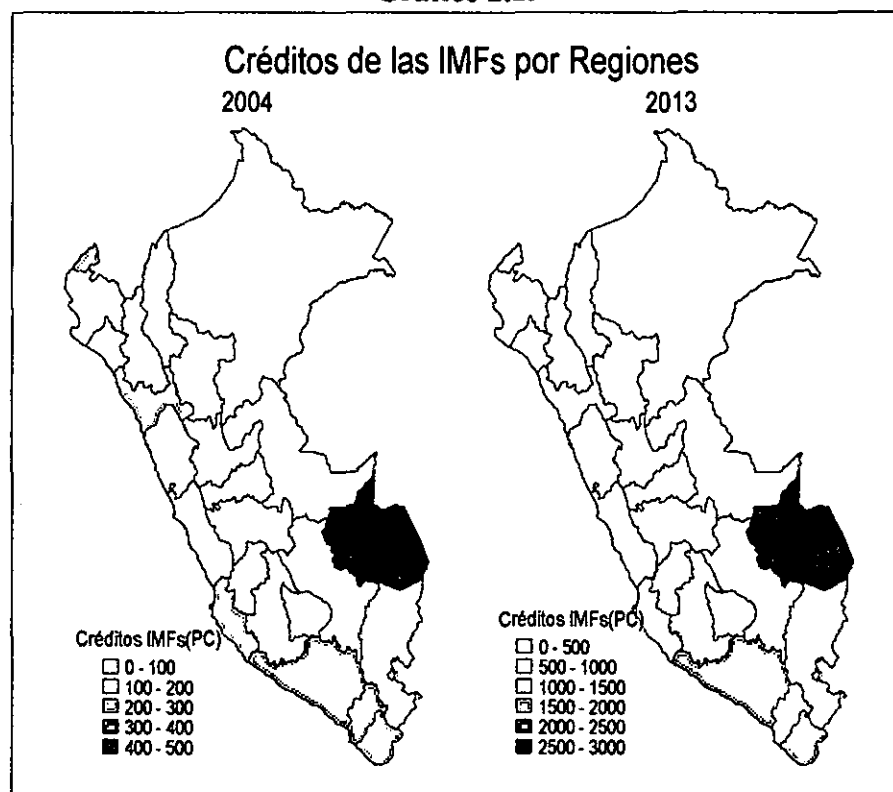 Créditos de las IMFs por Regiones
2004
2013
Créditos IMFs(PC)
0 - 100
100 - 200
200 - 300
300 - 400
400 - 500
Créditos IMFs(PC)
0 - 500
500 - 1000
1000 - 1500
1500 - 2000
2000 - 2500
2500 - 3000